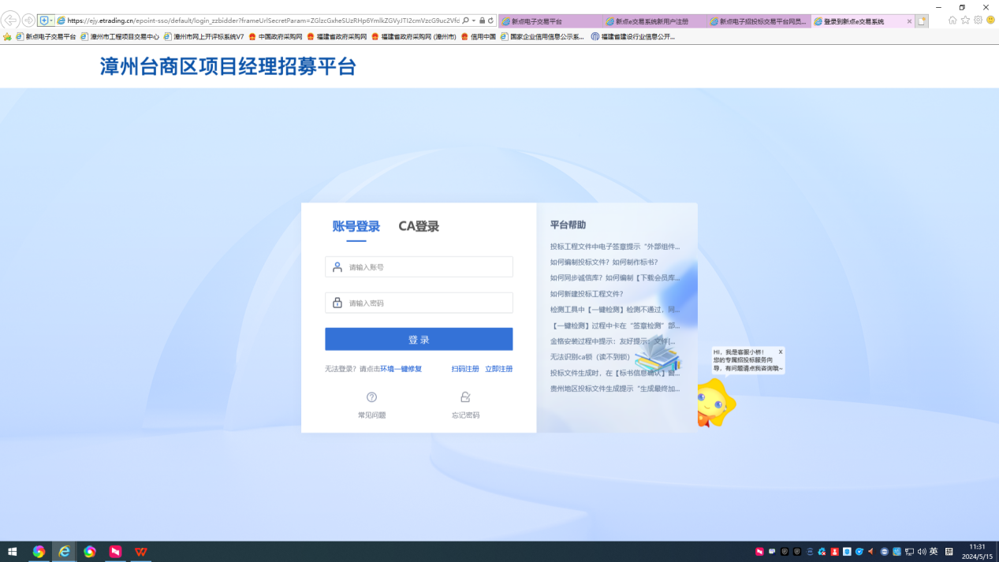 https://ejy.etrading.cn/epoint-sso/default/login_zzbidder?frameUrlSecretParam=ZGlzcGxheSUzRHp6YmlkZGVyJTI2cmVzcG9uc2Vfc
新点电子交易平台
新点e交易系统新用户注册
新点电子招投标交易平台网员...
登录到新点e交易系统
新点电子交易平台
漳州市工程项目交易中心
漳州市网上开评标系统V7
中国政府采购网
福建省政府采购网
福建省政府采购网 (漳州市)
信用中国
国家企业信用信息公示系...
福建省建设行业信息公开...
漳州台商区项目经理招募平台
账号登录
CA登录
请输入账号
请输入密码
登 录
无法登录？请点击环境一键修复
扫码注册
立即注册
常见问题
忘记密码
平台帮助
投标工程文件中电子签章提示“外部组件...
如何编制投标文件？如何制作标书？
如何同步诚信库？如何编制【下载会员库...
如何新建投标工程文件？
检测工具中【一键检测】检测不通过，同...
【一键检测】过程中卡在“签章检测”部...
金格安装过程中提示：友好提示：文件[...
无法识别ca锁（读不到锁）
投标文件生成时，在【标书信息确认】窗...
贵州地区投标文件生成提示“生成最终加...
HI，我是客服小桥！
X
您的专属招投标服务向
导，有问题请点我咨询哦~
英
11:31
2024/5/15